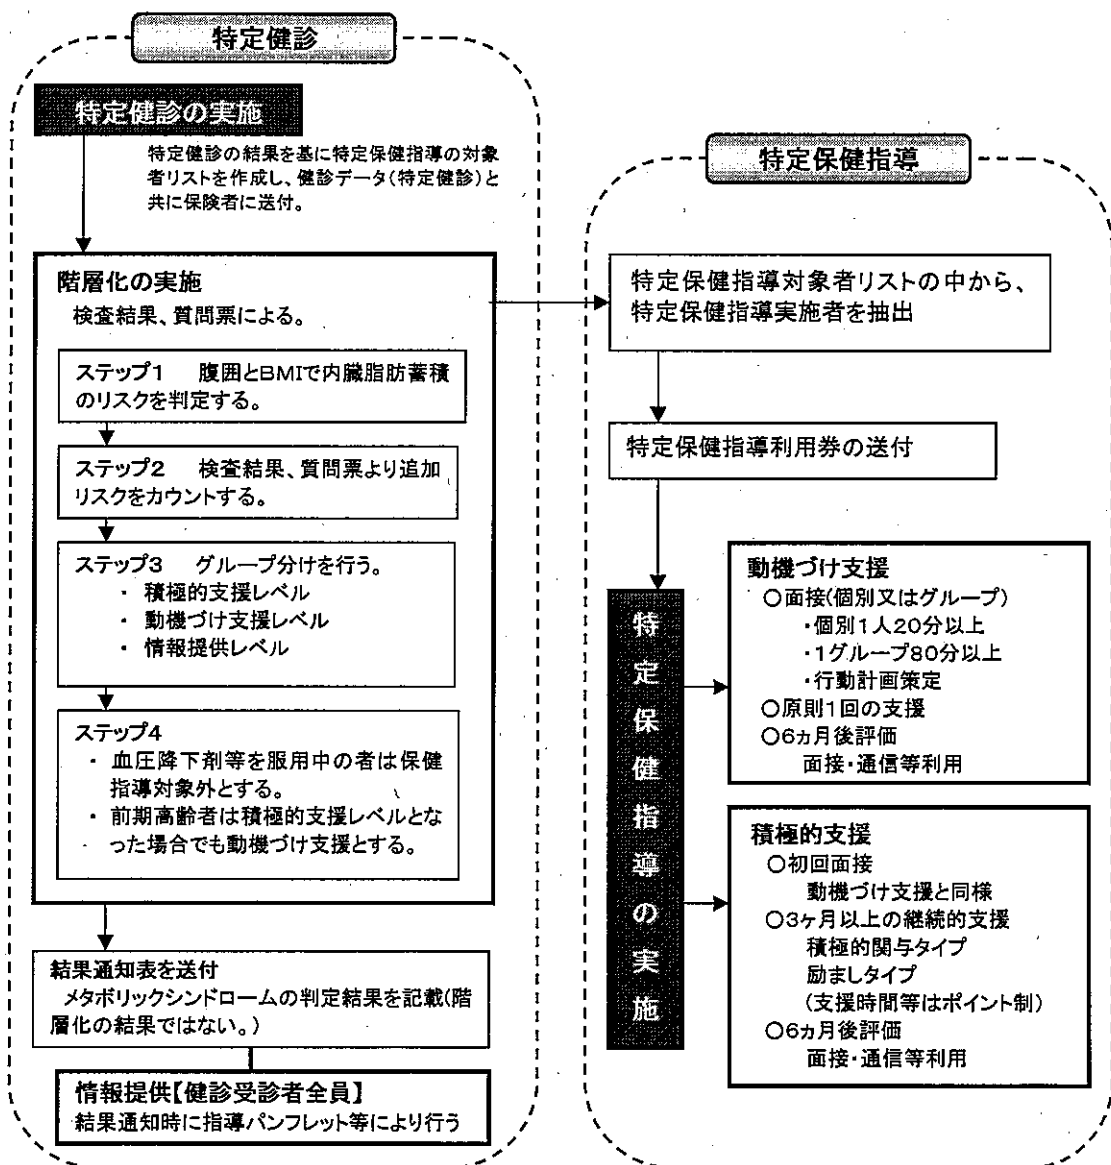 特定健診
特定健診の実施
特定健診の結果を基に特定保健指導の対象
者リストを作成し、健診データ(特定健診)と
共に保険者に送付。
階層化の実施
検査結果、質問票による。
ステップ1　腹囲とBMIで内臓脂肪蓄積
のリスクを判定する。
ステップ2　検査結果、質問票より追加
リスクをカウントする。
ステップ3　グループ分けを行う。
・ 積極的支援レベル
・ 動機づけ支援レベル
・ 情報提供レベル
ステップ4
・ 血圧降下剤等を服用中の者は保健
指導対象外とする。
・ 前期高齢者は積極的支援レベルとな
った場合でも動機づけ支援とする。
結果通知表を送付
メタボリックシンドロームの判定結果を記載(階
層化の結果ではない。)
情報提供【健診受診者全員】
結果通知時に指導パンフレット等により行う
特定保健指導
特定保健指導対象者リストの中から、
特定保健指導実施者を抽出
特定保健指導利用券の送付
特定保健指導の実施
動機づけ支援
○面接(個別又はグループ)
・個別1人20分以上
・1グループ80分以上
・行動計画策定
○原則1回の支援
○6ヵ月後評価
面接・通信等利用
積極的支援
○初回面接
動機づけ支援と同様
○3ヶ月以上の継続的支援
積極的関与タイプ
励ましタイプ
(支援時間等はポイント制)
○6ヵ月後評価
面接・通信等利用